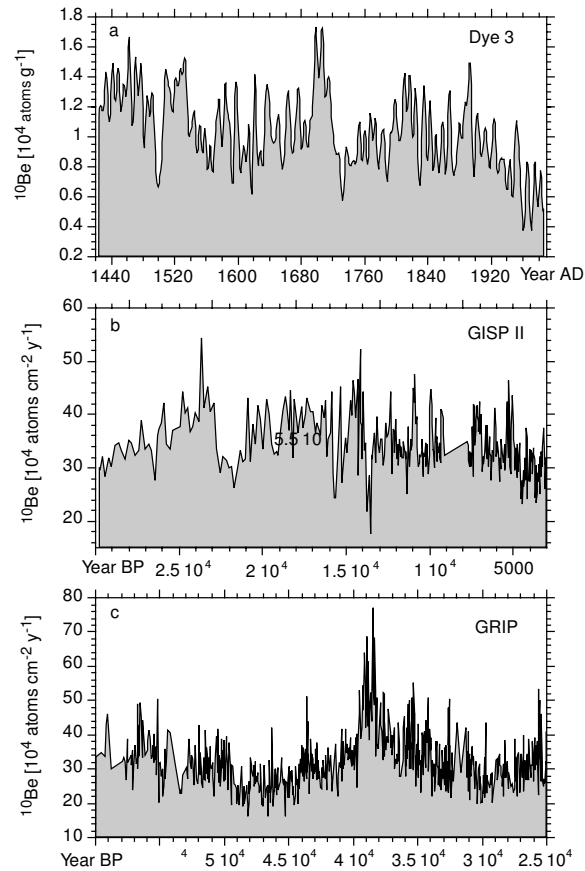 1.8
a
Dye 3
1.6
1.4
1.2
1
0.8
0.6
0.4
0.2
¹⁰Be [10⁴ atoms g⁻¹]
1440 1520 1600 1680 1760 1840 1920 Year AD
60
b
GISP II
50
40
5.5 10
30
20
¹⁰Be [10⁴ atoms cm⁻² y⁻¹]
Year BP 2.5 10⁴ 2 10⁴ 1.5 10⁴ 1 10⁴ 5000
80
c
GRIP
70
60
50
40
30
20
10
¹⁰Be [10⁴ atoms cm⁻² y⁻¹]
Year BP ⁴ 5 10⁴ 4.5 10⁴ 4 10⁴ 3.5 10⁴ 3 10⁴ 2.5 10⁴